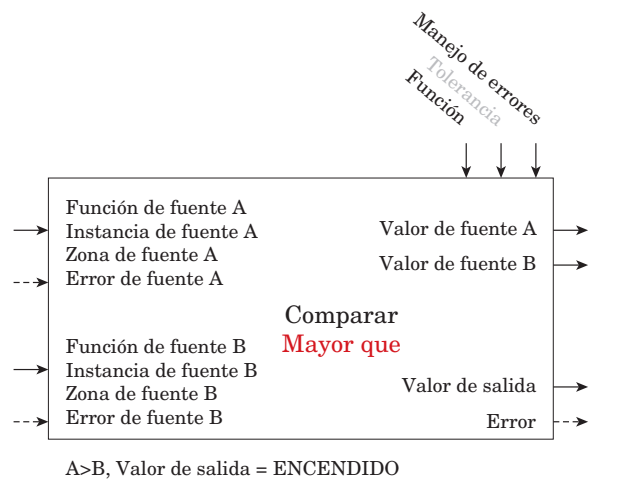 Manejo de errores
Tolerancia
Función
Función de fuente A
Instancia de fuente A
Zona de fuente A
Error de fuente A
Valor de fuente A
Valor de fuente B
Comparar
Mayor que
Función de fuente B
Instancia de fuente B
Zona de fuente B
Error de fuente B
Valor de salida
Error
A>B, Valor de salida = ENCENDIDO